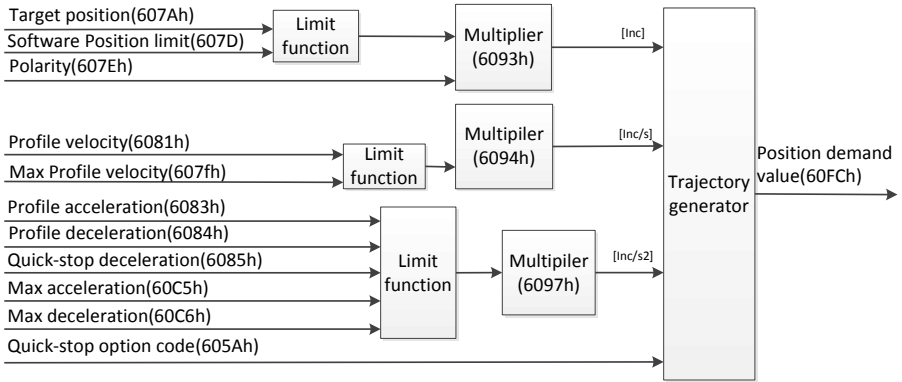 Target position(607Ah)
Software Position limit(607D)
Polarity(607Eh)
Limit
function
Multiplier
(6093h)
[Inc]
Profile velocity(6081h)
Max Profile velocity(607fh)
Limit
function
Multipiler
(6094h)
[Inc/s]
Profile acceleration(6083h)
Profile deceleration(6084h)
Quick-stop deceleration(6085h)
Max acceleration(60C5h)
Max deceleration(60C6h)
Quick-stop option code(605Ah)
Limit
function
Multipiler
(6097h)
[Inc/s2]
Trajectory
generator
Position demand
value(60FCh)